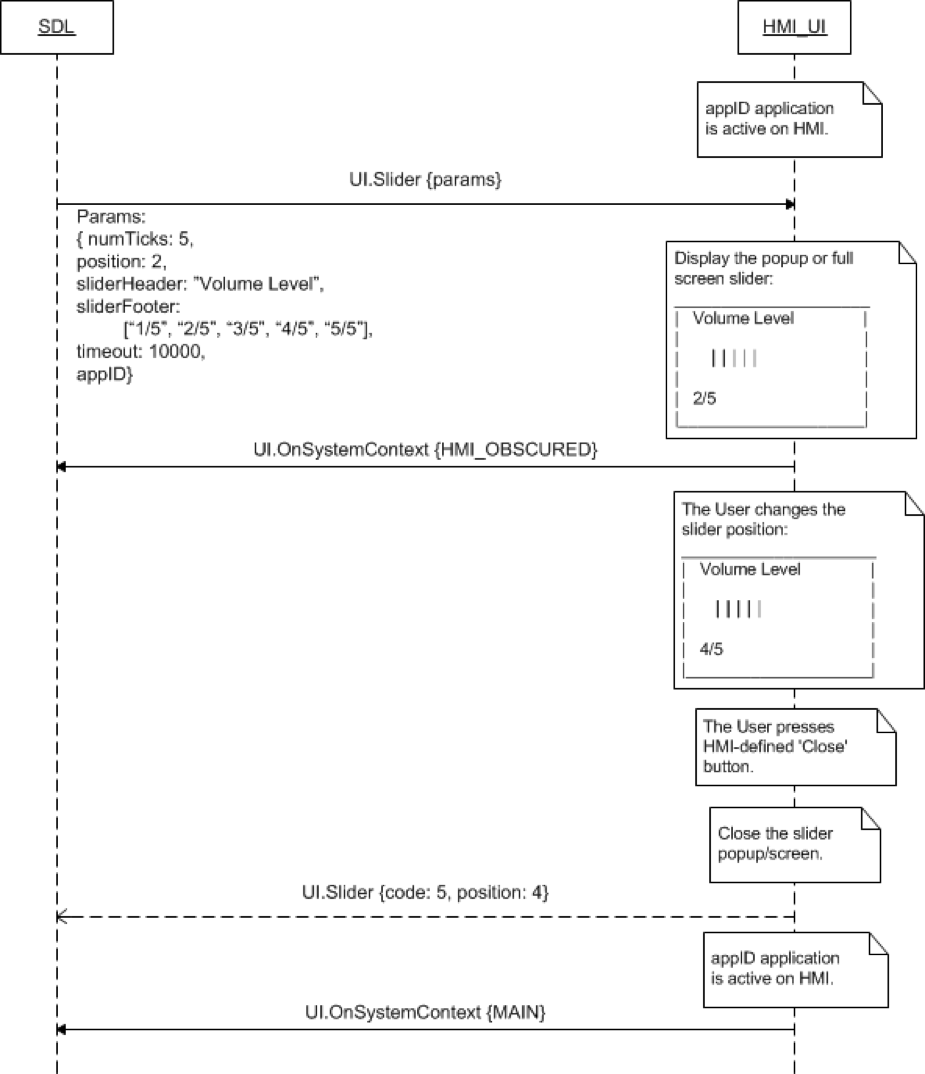 SDL
HMI_UI
appID application
is active on HMI.
UI.Slider {params}
Params:
{ numTicks: 5,
position: 2,
sliderHeader: ”Volume Level”,
sliderFooter:
[“1/5”, “2/5”, “3/5”, “4/5”, “5/5”],
timeout: 10000,
appID}
Display the popup or full
screen slider:
Volume Level
| | | | |
2/5
UI.OnSystemContext {HMI_OBSCURED}
The User changes the
slider position:
Volume Level
| | | | |
4/5
The User presses
HMI-defined 'Close'
button.
Close the slider
popup/screen.
UI.Slider {code: 5, position: 4}
appID application
is active on HMI.
UI.OnSystemContext {MAIN}